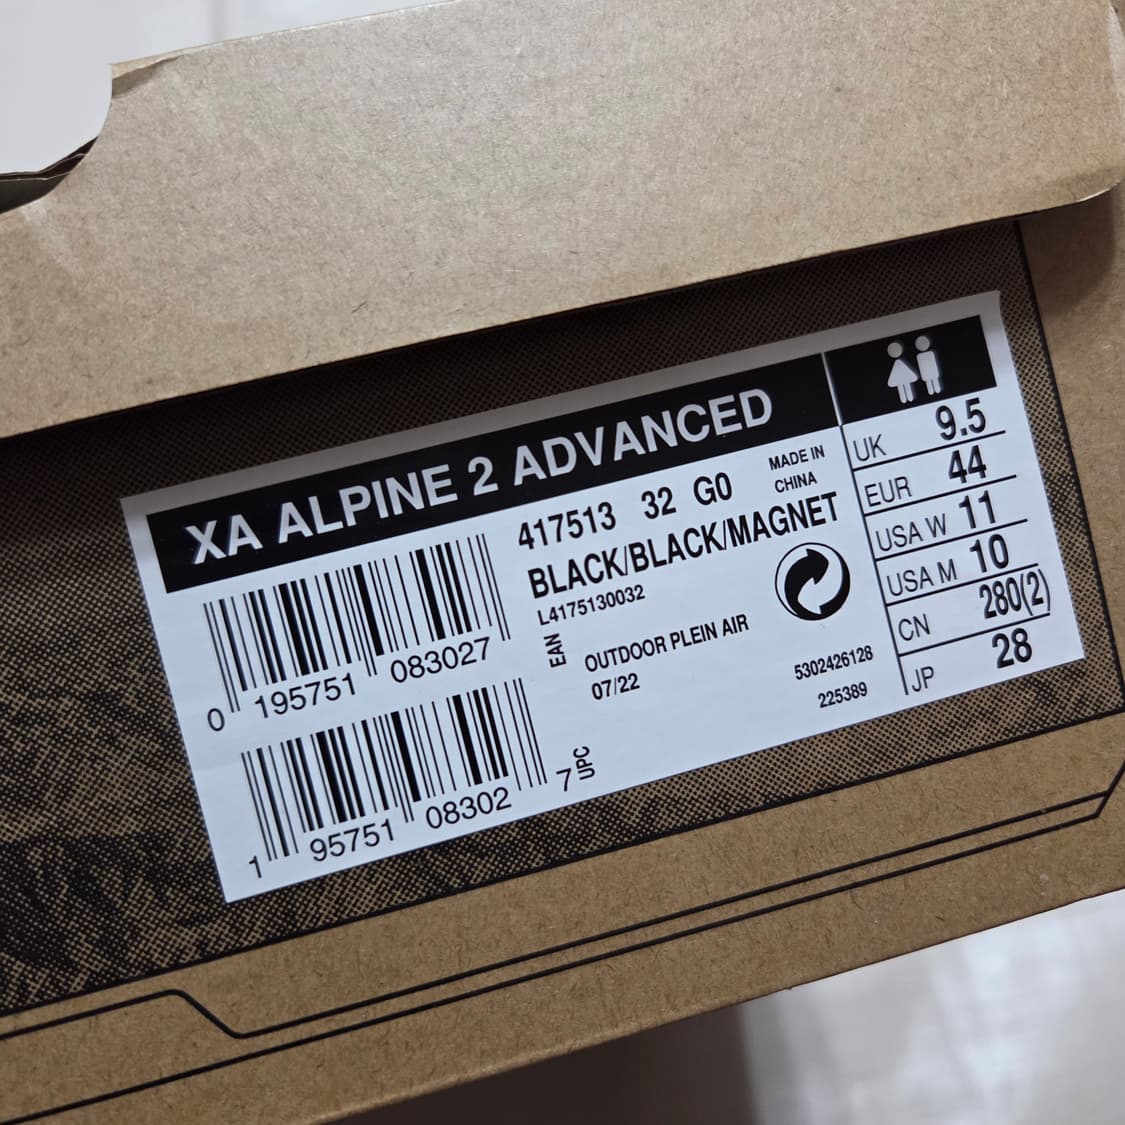 XA ALPINE 2 ADVANCED
417513 32 G0
MADE IN
CHINA
BLACK/BLACK/MAGNET
L4175130032
0 195751 083027
EAN
OUTDOOR PLEIN AIR
07/22
5302426128
225389
1 95751 08302 7
UPC
UK 9.5
EUR 44
USA W 11
USA M 10
CN 280(2)
JP 28